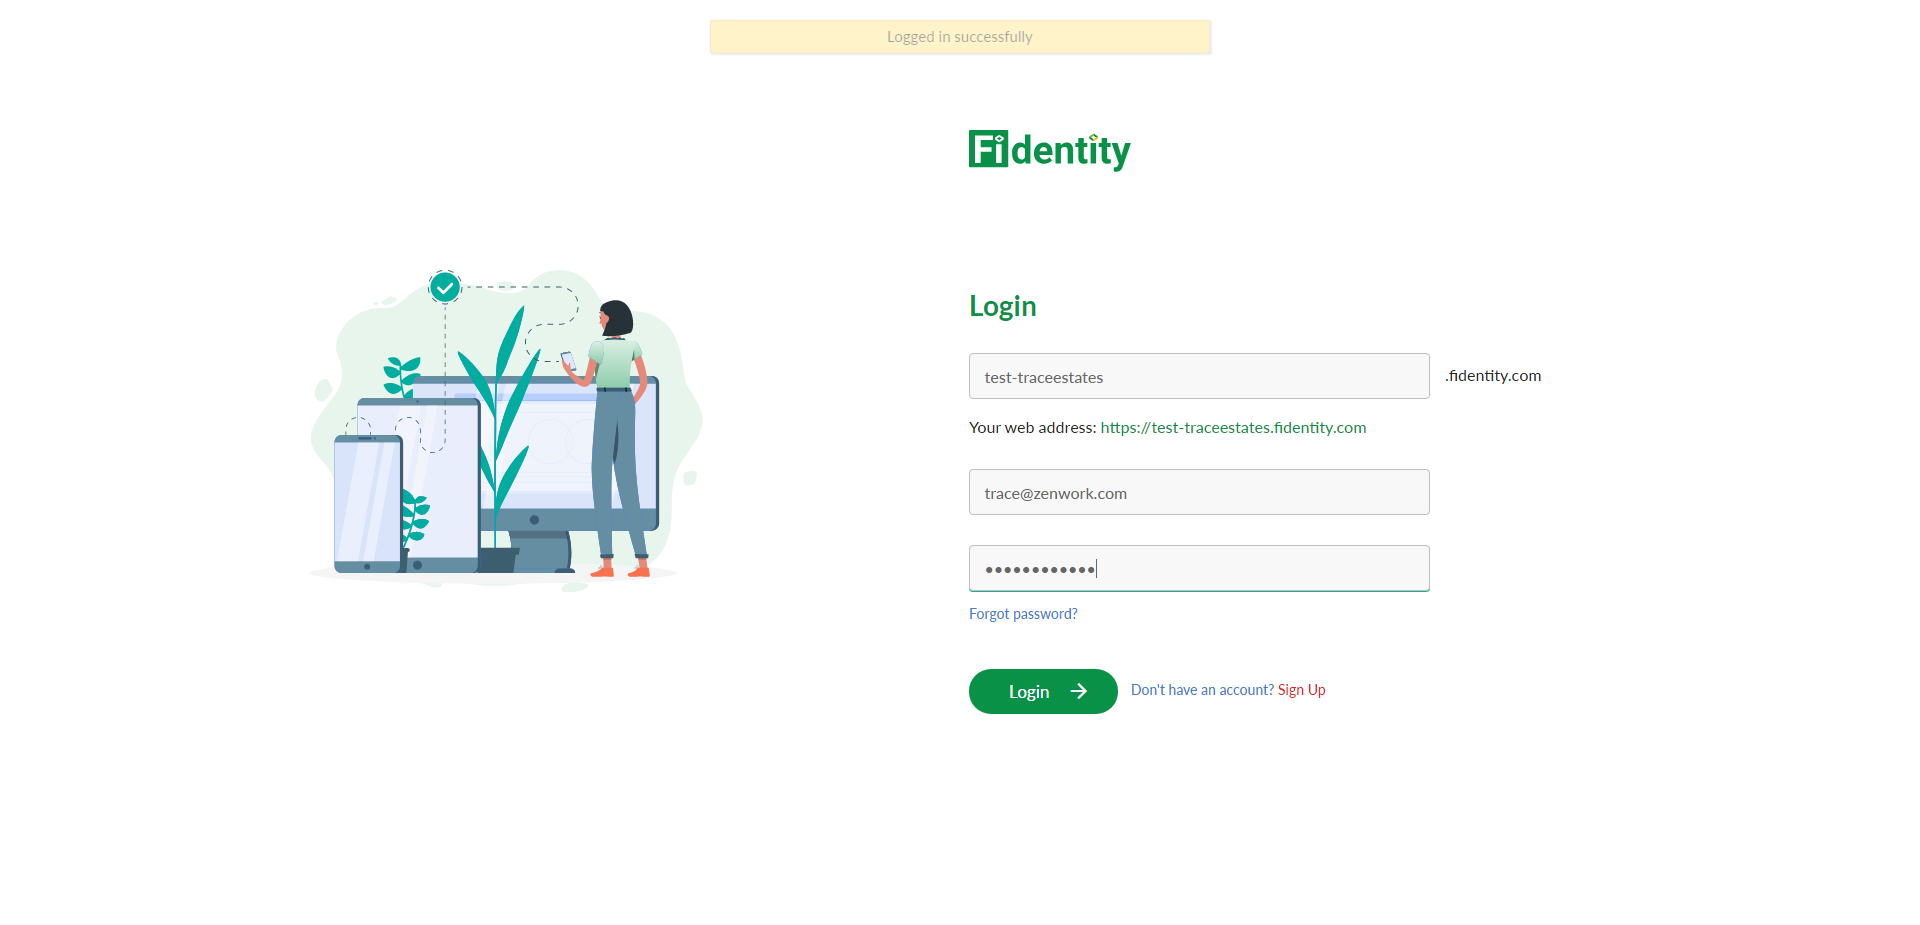 Logged in successfully
Fidentity
Login
test-traceestates
.fidentity.com
Your web address: https://test-traceestates.fidentity.com
trace@zenwork.com
••••••••••••
Forgot password?
Login
Don't have an account? Sign Up